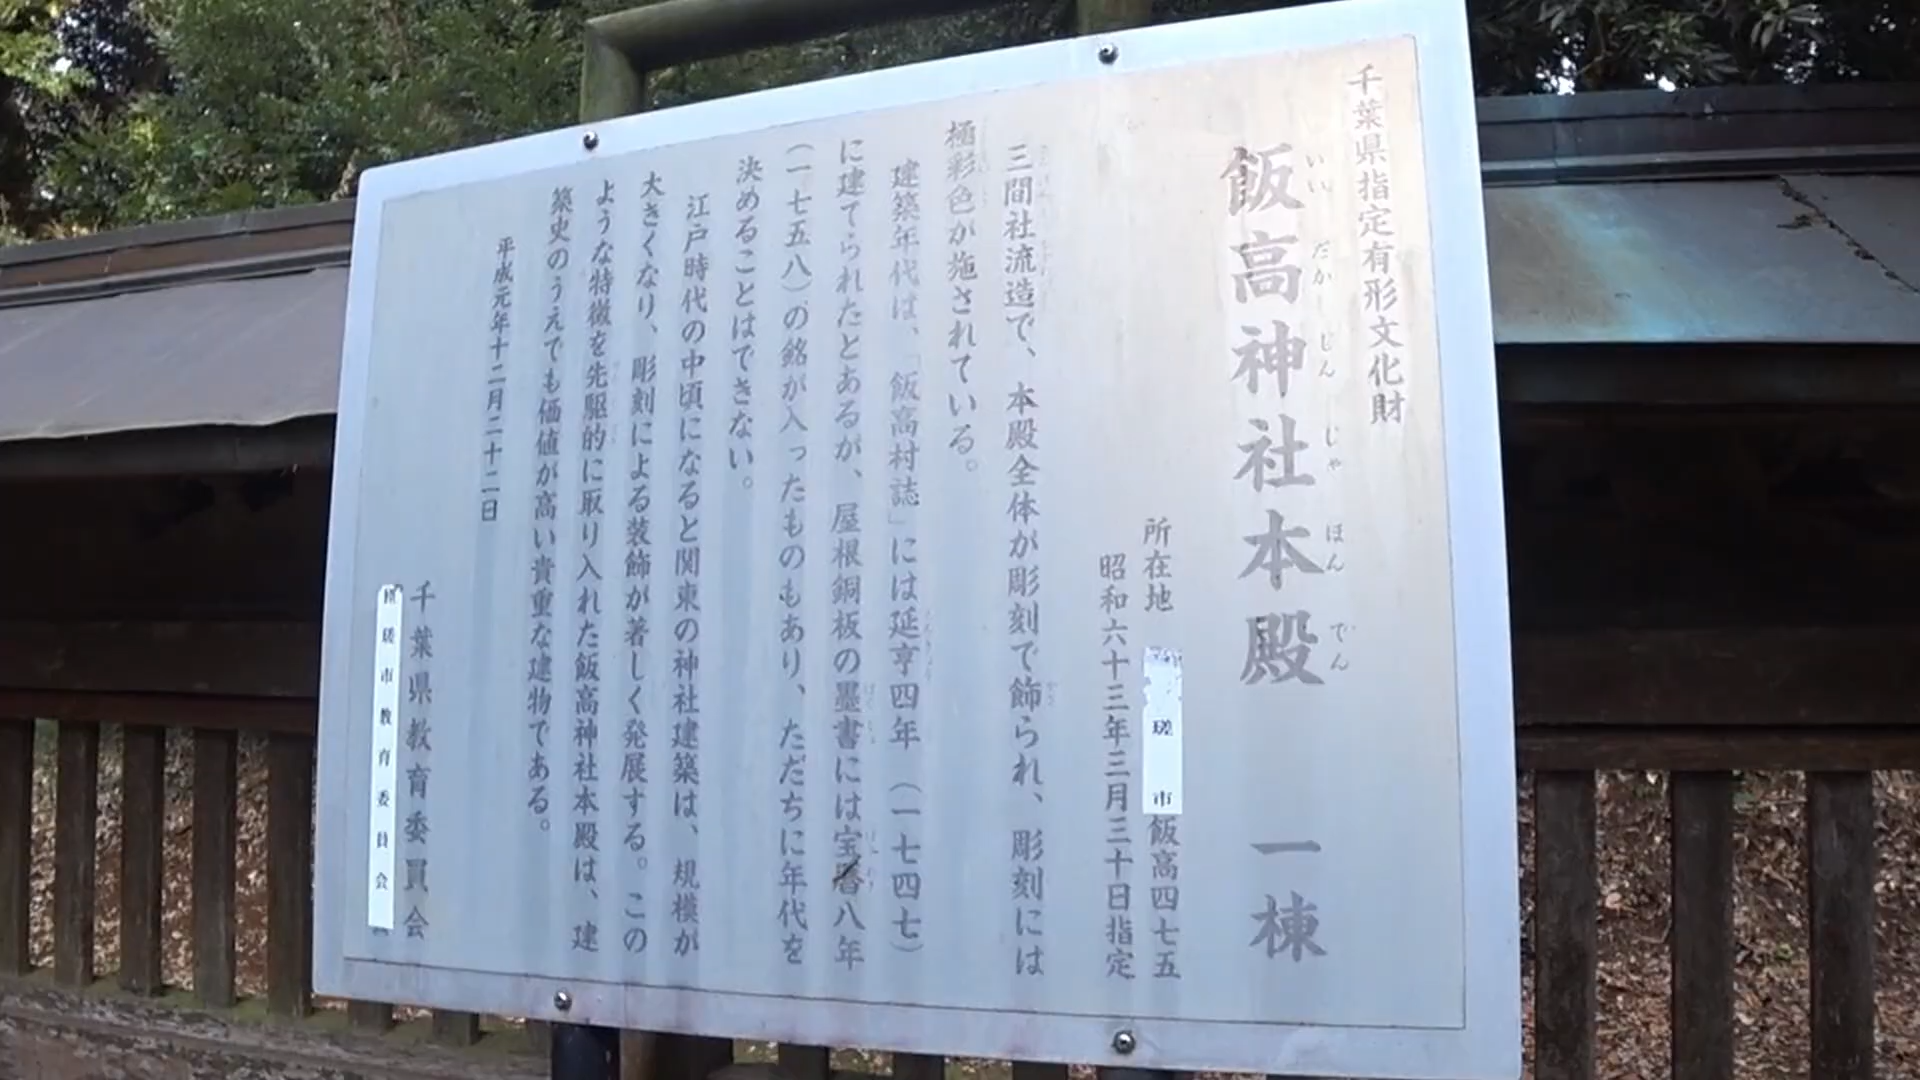 千葉県指定有形文化財
飯高神社本殿 一棟
いい だか じん じゃ ほん でん
所在地 瑳市飯高四七五
昭和六十三年三月三十日指定
三間社流造で、本殿全体が彫刻で飾られ、彫刻には
極彩色が施されている。
建築年代は、「飯高村誌」には延享四年(一七四七)
に建てられたとあるが、屋根銅板の墨書には宝暦八年
(一七五八)の銘が入ったものもあり、ただちに年代を
決めることはできない。
江戸時代の中頃になると関東の神社建築は、規模が
大きくなり、彫刻による装飾が著しく発展する。この
ような特徴を先駆的に取り入れた飯高神社本殿は、建
築史のうえでも価値が高い貴重な建物である。
平成元年十二月二十二日
千葉県教育委員会
匝瑳市教育委員会